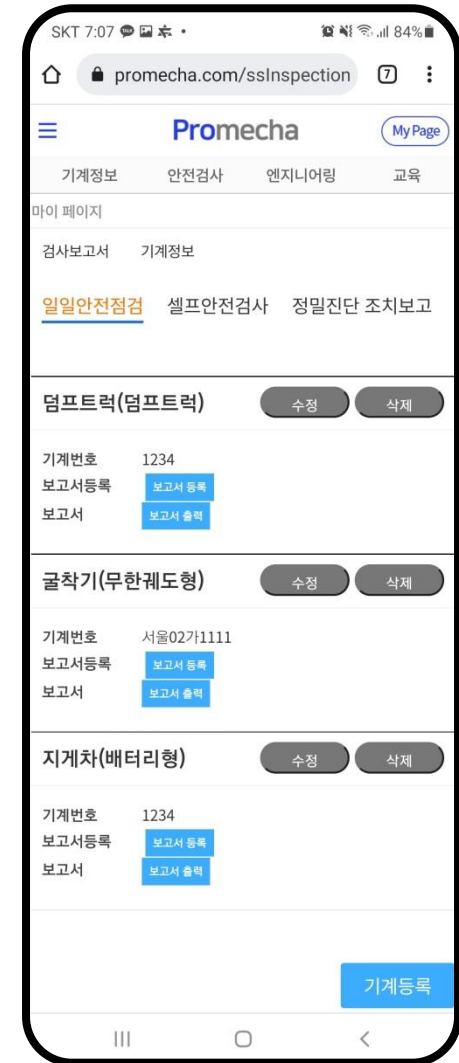 SKT 7:07
84%
promecha.com/ssInspection
7
Promecha
My Page
기계정보 안전검사 엔지니어링 교육
마이 페이지
검사보고서 기계정보
일일안전점검 셀프안전검사 정밀진단 조치보고
덤프트럭(덤프트럭) 수정 삭제
기계번호 1234
보고서등록 보고서 등록
보고서 보고서 출력
굴착기(무한궤도형) 수정 삭제
기계번호 서울02가1111
보고서등록 보고서 등록
보고서 보고서 출력
지게차(배터리형) 수정 삭제
기계번호 1234
보고서등록 보고서 등록
보고서 보고서 출력
기계등록